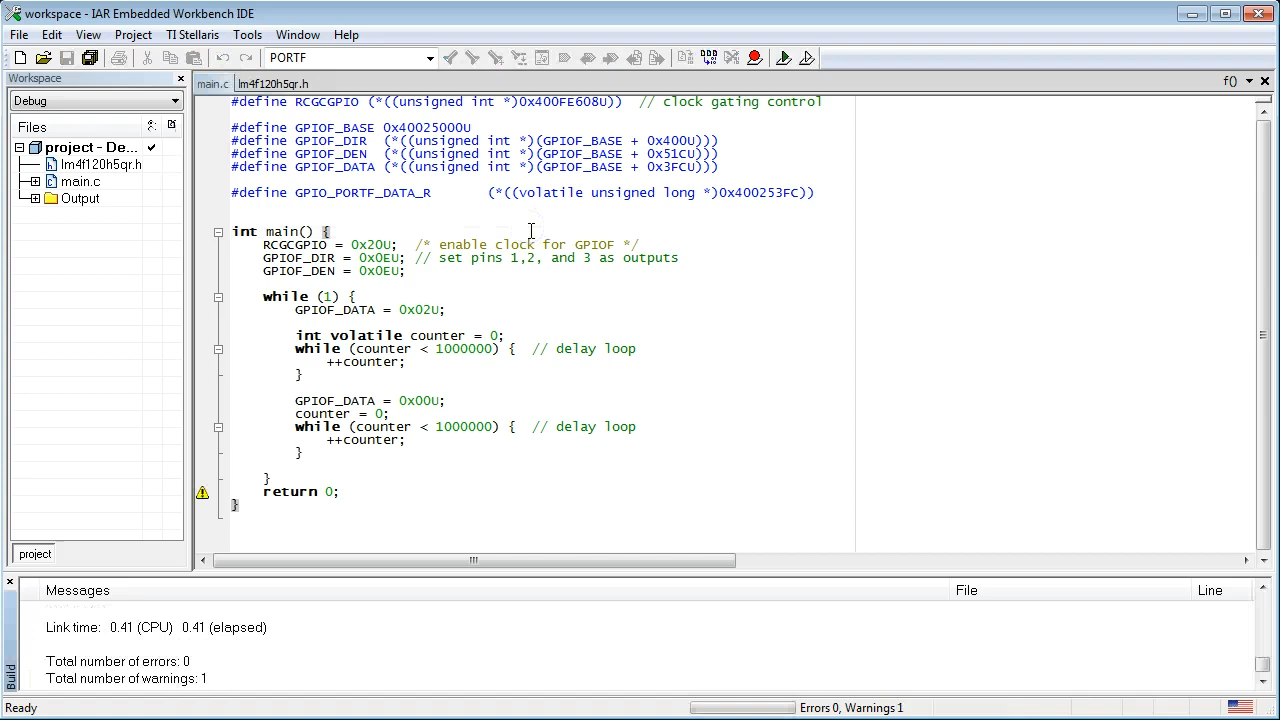 workspace - IAR Embedded Workbench IDE
File Edit View Project TI Stellaris Tools Window Help
PORTF
Workspace
main.c lm4f120h5qr.h f()
Debug
Files
project - De...
lm4f120h5qr.h
main.c
Output
project
#define RCGCGPIO (*((unsigned int *)0x400FE608U)) // clock gating control
#define GPIOF_BASE 0x40025000U
#define GPIOF_DIR (*((unsigned int *)(GPIOF_BASE + 0x400U)))
#define GPIOF_DEN (*((unsigned int *)(GPIOF_BASE + 0x51CU)))
#define GPIOF_DATA (*((unsigned int *)(GPIOF_BASE + 0x3FCU)))
#define GPIO_PORTF_DATA_R (*((volatile unsigned long *)0x400253FC))
int main() {
RCGCGPIO = 0x20U; /* enable clock for GPIOF */
GPIOF_DIR = 0x0EU; // set pins 1,2, and 3 as outputs
GPIOF_DEN = 0x0EU;
while (1) {
GPIOF_DATA = 0x02U;
int volatile counter = 0;
while (counter < 1000000) { // delay loop
++counter;
}
GPIOF_DATA = 0x00U;
counter = 0;
while (counter < 1000000) { // delay loop
++counter;
}
}
return 0;
}
Messages File Line
Link time: 0.41 (CPU) 0.41 (elapsed)
Total number of errors: 0
Total number of warnings: 1
Build
Ready Errors 0, Warnings 1